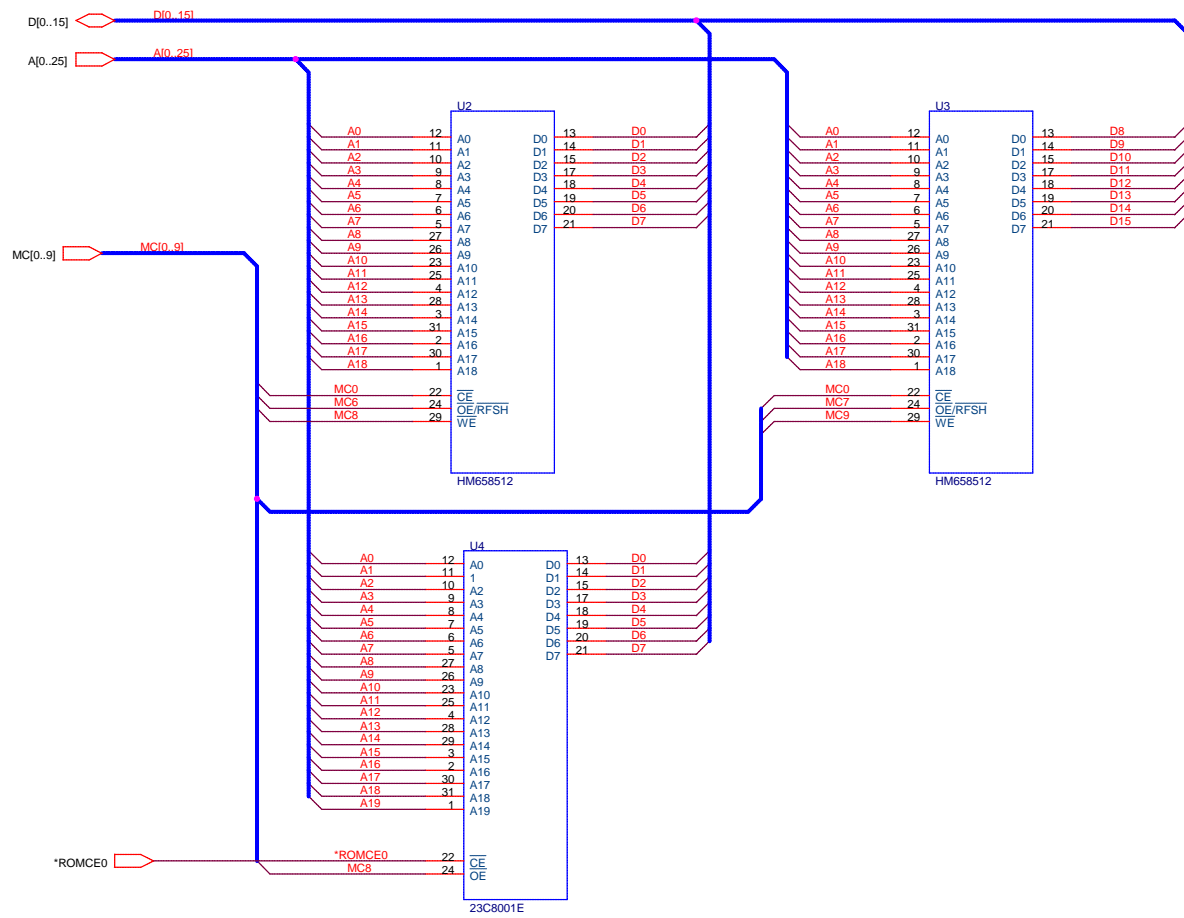 D[0..15] D[0..15]
A[0..25] A[0..25]
U2 U3
A0 12 A0 D0 13 D0 A0 12 A0 D0 13 D8
A1 11 A1 D1 14 D1 A1 11 A1 D1 14 D9
A2 10 A2 D2 15 D2 A2 10 A2 D2 15 D10
A3 9 A3 D3 17 D3 A3 9 A3 D3 17 D11
A4 8 A4 D4 18 D4 A4 8 A4 D4 18 D12
A5 7 A5 D5 19 D5 A5 7 A5 D5 19 D13
A6 6 A6 D6 20 D6 A6 6 A6 D6 20 D14
A7 5 A7 D7 21 D7 A7 5 A7 D7 21 D15
A8 27 A8 A8 27 A8
MC[0..9] MC[0..9] A9 26 A9 A9 26 A9
A10 23 A10 A10 23 A10
A11 25 A11 A11 25 A11
A12 4 A12 A12 4 A12
A13 28 A13 A13 28 A13
A14 3 A14 A14 3 A14
A15 31 A15 A15 31 A15
A16 2 A16 A16 2 A16
A17 30 A17 A17 30 A17
A18 1 A18 A18 1 A18
MC0 22 CE MC0 22 CE
MC6 24 OE/RFSH MC7 24 OE/RFSH
MC8 29 WE MC9 29 WE
HM658512 HM658512
U4
A0 12 A0 D0 13 D0
A1 11 1 D1 14 D1
A2 10 A2 D2 15 D2
A3 9 A3 D3 17 D3
A4 8 A4 D4 18 D4
A5 7 A5 D5 19 D5
A6 6 A6 D6 20 D6
A7 5 A7 D7 21 D7
A8 27 A8
A9 26 A9
A10 23 A10
A11 25 A11
A12 4 A12
A13 28 A13
A14 29 A14
A15 3 A15
A16 2 A16
A17 30 A17
A18 31 A18
A19 1 A19
*ROMCE0 *ROMCE0 22 CE
MC8 24 OE
23C8001E